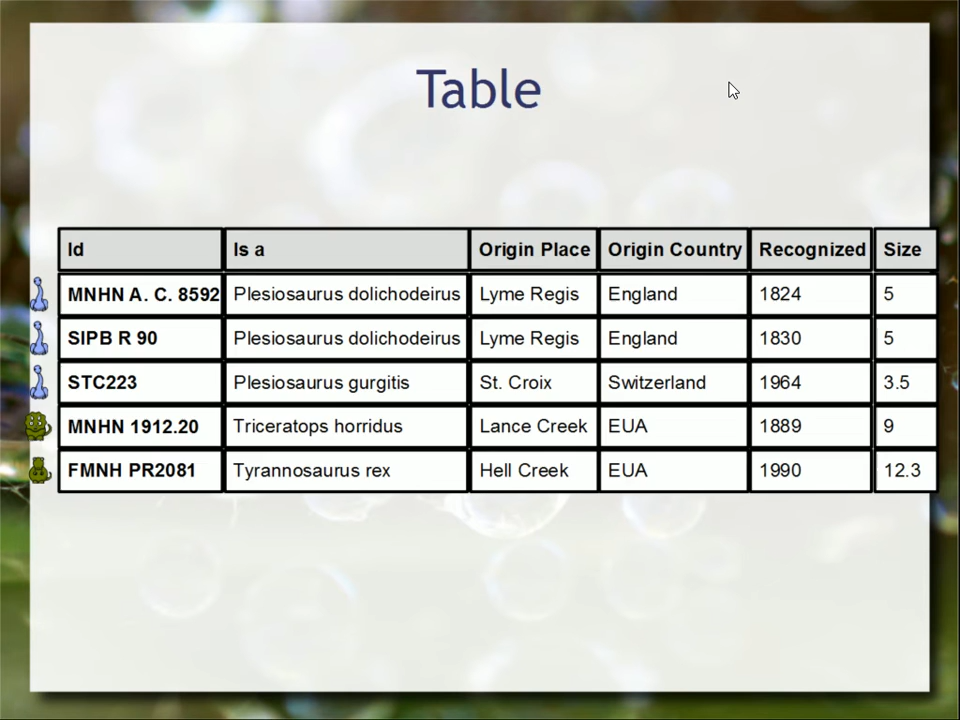 Table
Id Is a Origin Place Origin Country Recognized Size
MNHN A. C. 8592 Plesiosaurus dolichodeirus Lyme Regis England 1824 5
SIPB R 90 Plesiosaurus dolichodeirus Lyme Regis England 1830 5
STC223 Plesiosaurus gurgitis St. Croix Switzerland 1964 3.5
MNHN 1912.20 Triceratops horridus Lance Creek EUA 1889 9
FMNH PR2081 Tyrannosaurus rex Hell Creek EUA 1990 12.3